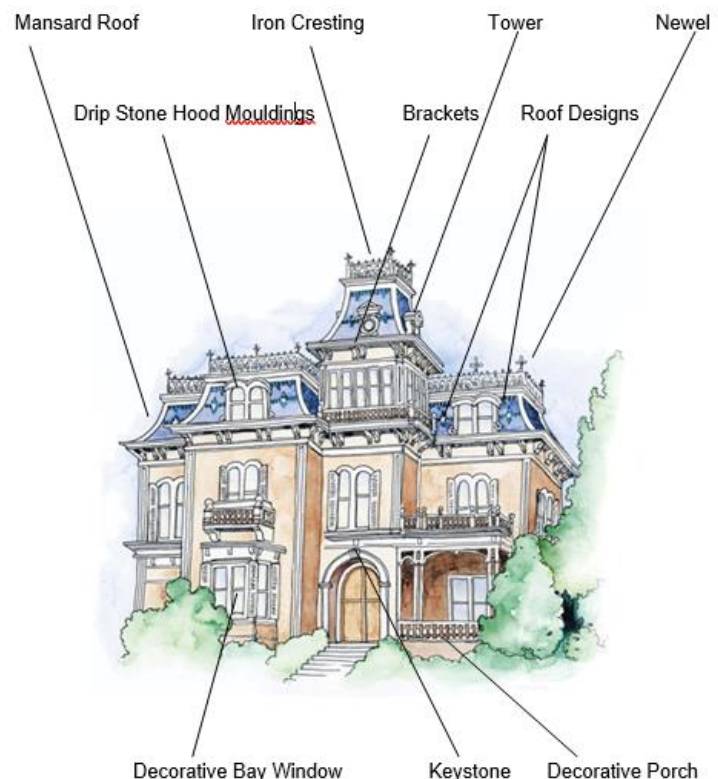 Mansard Roof
Iron Cresting
Tower
Newel
Drip Stone Hood Mouldings
Brackets
Roof Designs
Decorative Bay Window
Keystone
Decorative Porch